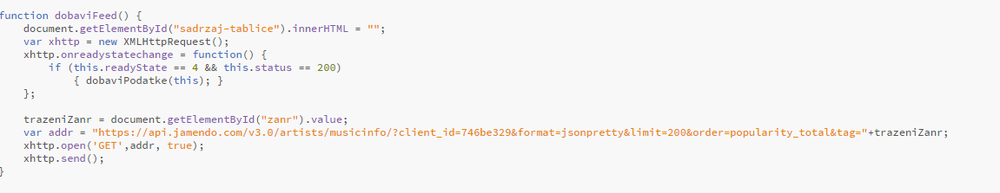 function dobaviFeed() {
    document.getElementById("sadrzaj-tablice").innerHTML = "";
    var xhttp = new XMLHttpRequest();
    xhttp.onreadystatechange = function() {
        if (this.readyState == 4 && this.status == 200)
            { dobaviPodatke(this); }
    };

    trazeniZanr = document.getElementById("zanr").value;
    var addr = "https://api.jamendo.com/v3.0/artists/musicinfo/?client_id=746be329&format=jsonpretty&limit=200&order=popularity_total&tag="+trazeniZanr;
    xhttp.open('GET',addr, true);
    xhttp.send();
}